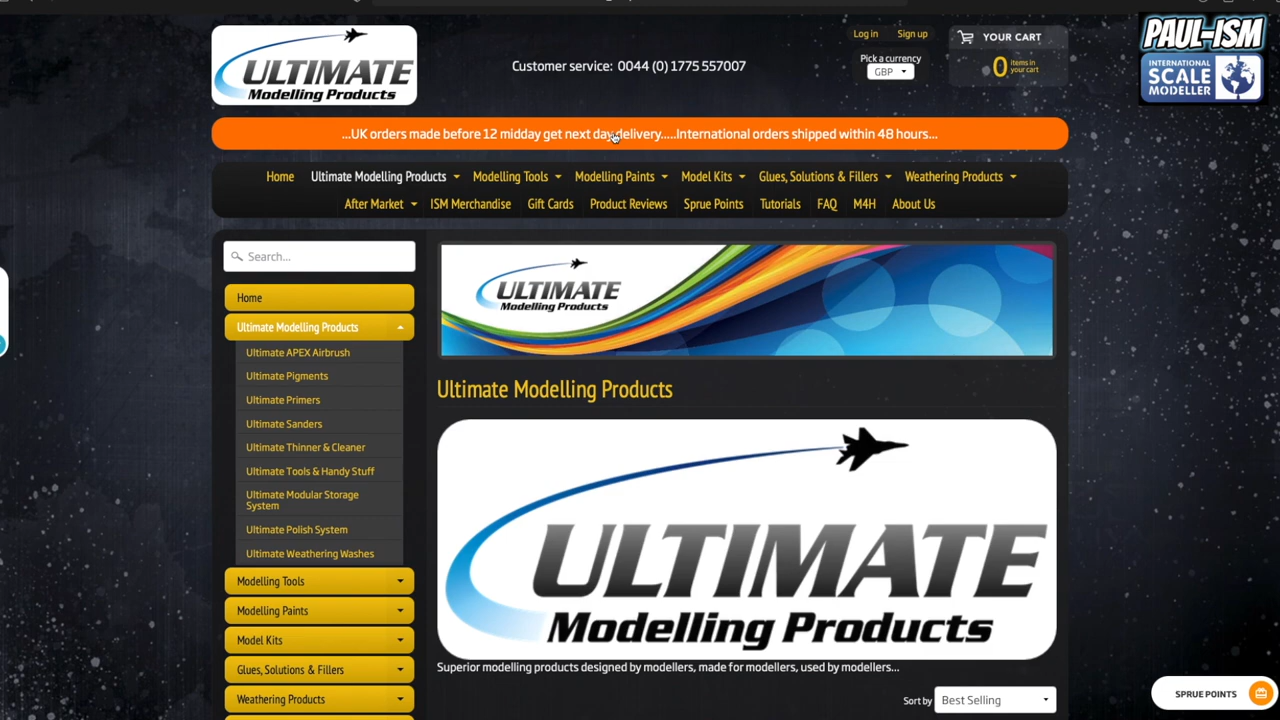 ULTIMATE
Modelling Products
Customer service: 0044 (0) 1775 557007
Log in
Sign up
Pick a currency
GBP
YOUR CART
0 items in
your cart
PAUL-ISM
INTERNATIONAL
SCALE
MODELLER
...UK orders made before 12 midday get next day delivery.....International orders shipped within 48 hours...
Home
Ultimate Modelling Products
Modelling Tools
Modelling Paints
Model Kits
Glues, Solutions & Fillers
Weathering Products
After Market
ISM Merchandise
Gift Cards
Product Reviews
Sprue Points
Tutorials
FAQ
M4H
About Us
Search...
Home
Ultimate Modelling Products
Ultimate APEX Airbrush
Ultimate Pigments
Ultimate Primers
Ultimate Sanders
Ultimate Thinner & Cleaner
Ultimate Tools & Handy Stuff
Ultimate Modular Storage
System
Ultimate Polish System
Ultimate Weathering Washes
Modelling Tools
Modelling Paints
Model Kits
Glues, Solutions & Fillers
Weathering Products
ULTIMATE
Modelling Products
Ultimate Modelling Products
ULTIMATE
Modelling Products
Superior modelling products designed by modellers, made for modellers, used by modellers...
Sort by
Best Selling
SPRUE POINTS